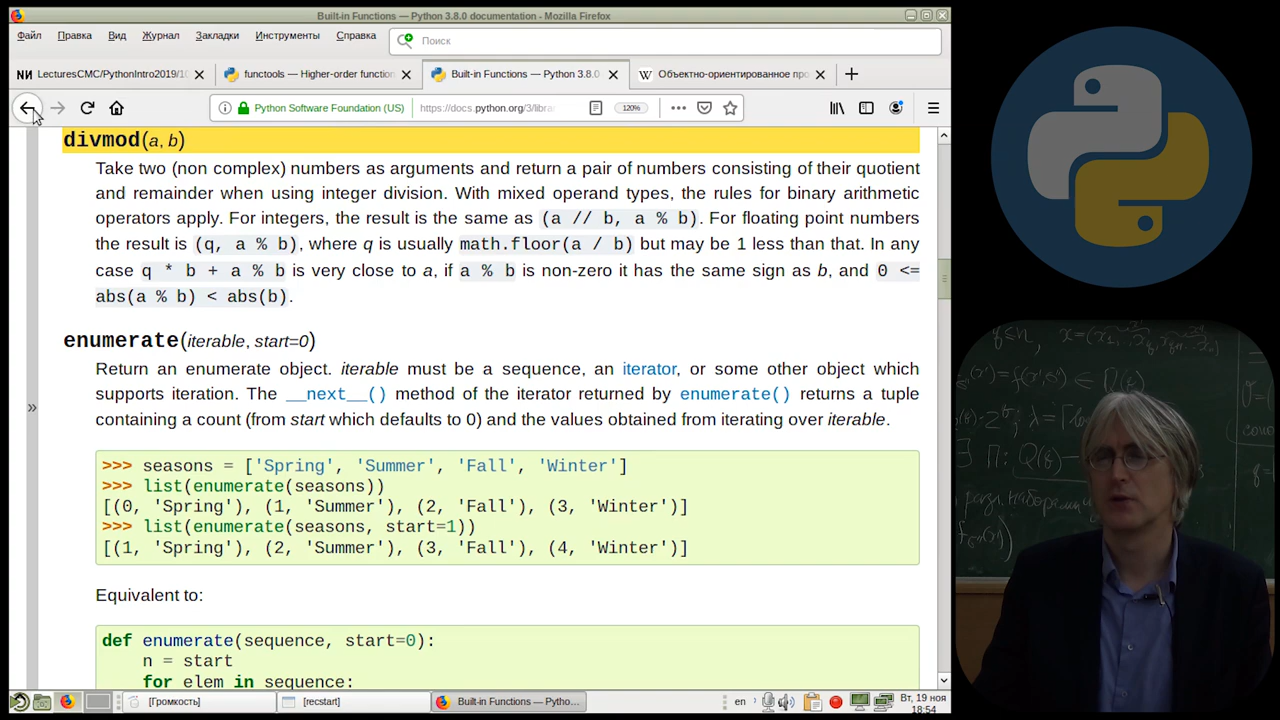 Built-in Functions — Python 3.8.0 documentation - Mozilla Firefox
Файл Правка Вид Журнал Закладки Инструменты Справка Поиск
LecturesCMC/PythonIntro2019/10 functools — Higher-order function Built-in Functions — Python 3.8.0 Объектно-ориентированное про
Python Software Foundation (US) https://docs.python.org/3/libra 120%
divmod(a, b)
Take two (non complex) numbers as arguments and return a pair of numbers consisting of their quotient
and remainder when using integer division. With mixed operand types, the rules for binary arithmetic
operators apply. For integers, the result is the same as (a // b, a % b). For floating point numbers
the result is (q, a % b), where q is usually math.floor(a / b) but may be 1 less than that. In any
case q * b + a % b is very close to a, if a % b is non-zero it has the same sign as b, and 0 <=
abs(a % b) < abs(b).
enumerate(iterable, start=0)
Return an enumerate object. iterable must be a sequence, an iterator, or some other object which
supports iteration. The __next__() method of the iterator returned by enumerate() returns a tuple
containing a count (from start which defaults to 0) and the values obtained from iterating over iterable.
>>> seasons = ['Spring', 'Summer', 'Fall', 'Winter']
>>> list(enumerate(seasons))
[(0, 'Spring'), (1, 'Summer'), (2, 'Fall'), (3, 'Winter')]
>>> list(enumerate(seasons, start=1))
[(1, 'Spring'), (2, 'Summer'), (3, 'Fall'), (4, 'Winter')]
Equivalent to:
def enumerate(sequence, start=0):
n = start
for elem in sequence:
[Громкость] [recstart] Built-in Functions — Pytho... en Вт, 19 ноя
18:54